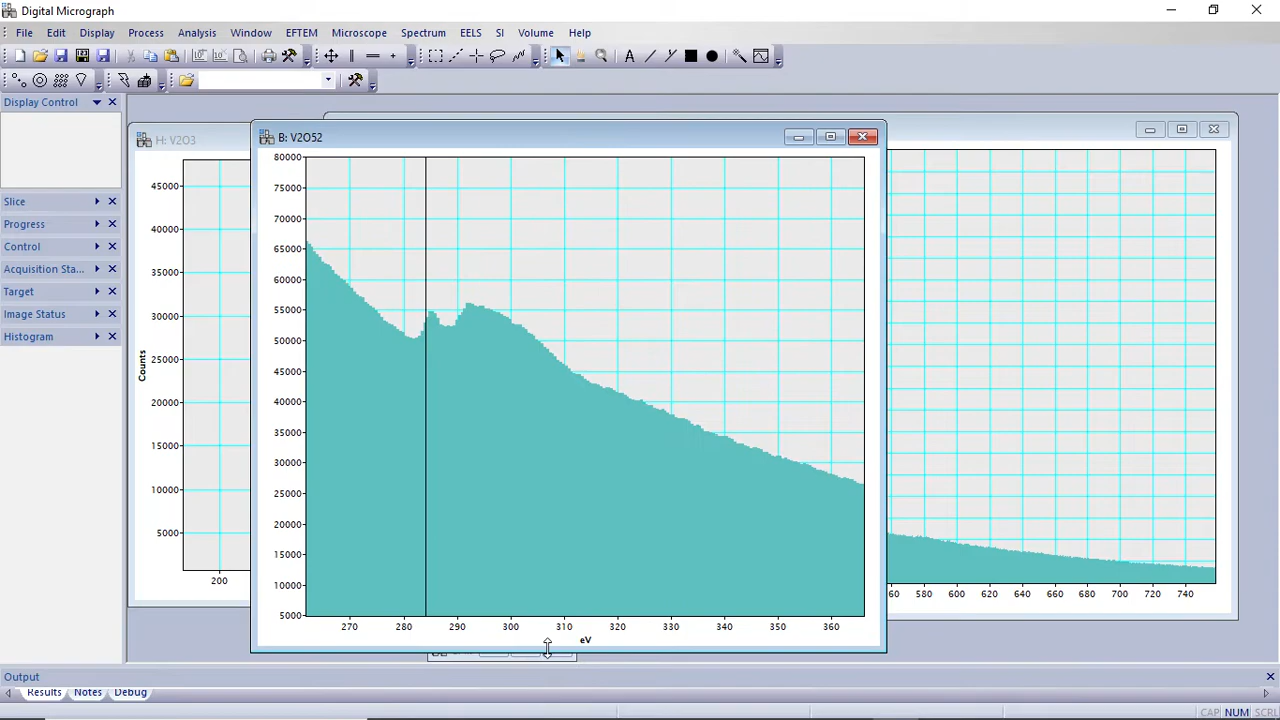 Digital Micrograph
File Edit Display Process Analysis Window EFTEM Microscope Spectrum EELS SI Volume Help
Display Control
Slice
Progress
Control
Acquisition Sta...
Target
Image Status
Histogram
H: V2O3
45000
40000
35000
30000
25000
20000
15000
10000
5000
Counts
200
B: V2O52
80000
75000
70000
65000
60000
55000
50000
45000
40000
35000
30000
25000
20000
15000
10000
5000
270 280 290 300 310 320 330 340 350 360
eV
60 580 600 620 640 660 680 700 720 740
Output
Results Notes Debug
CAP NUM SCRL